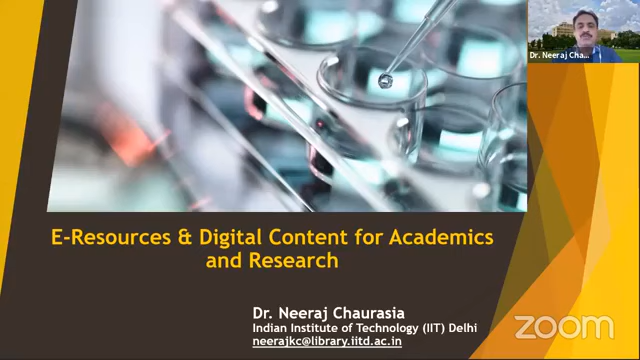 Dr. Neeraj Cha...
E-Resources & Digital Content for Academics
and Research
Dr. Neeraj Chaurasia
Indian Institute of Technology (IIT) Delhi
neerajkc@library.iitd.ac.in
zoom